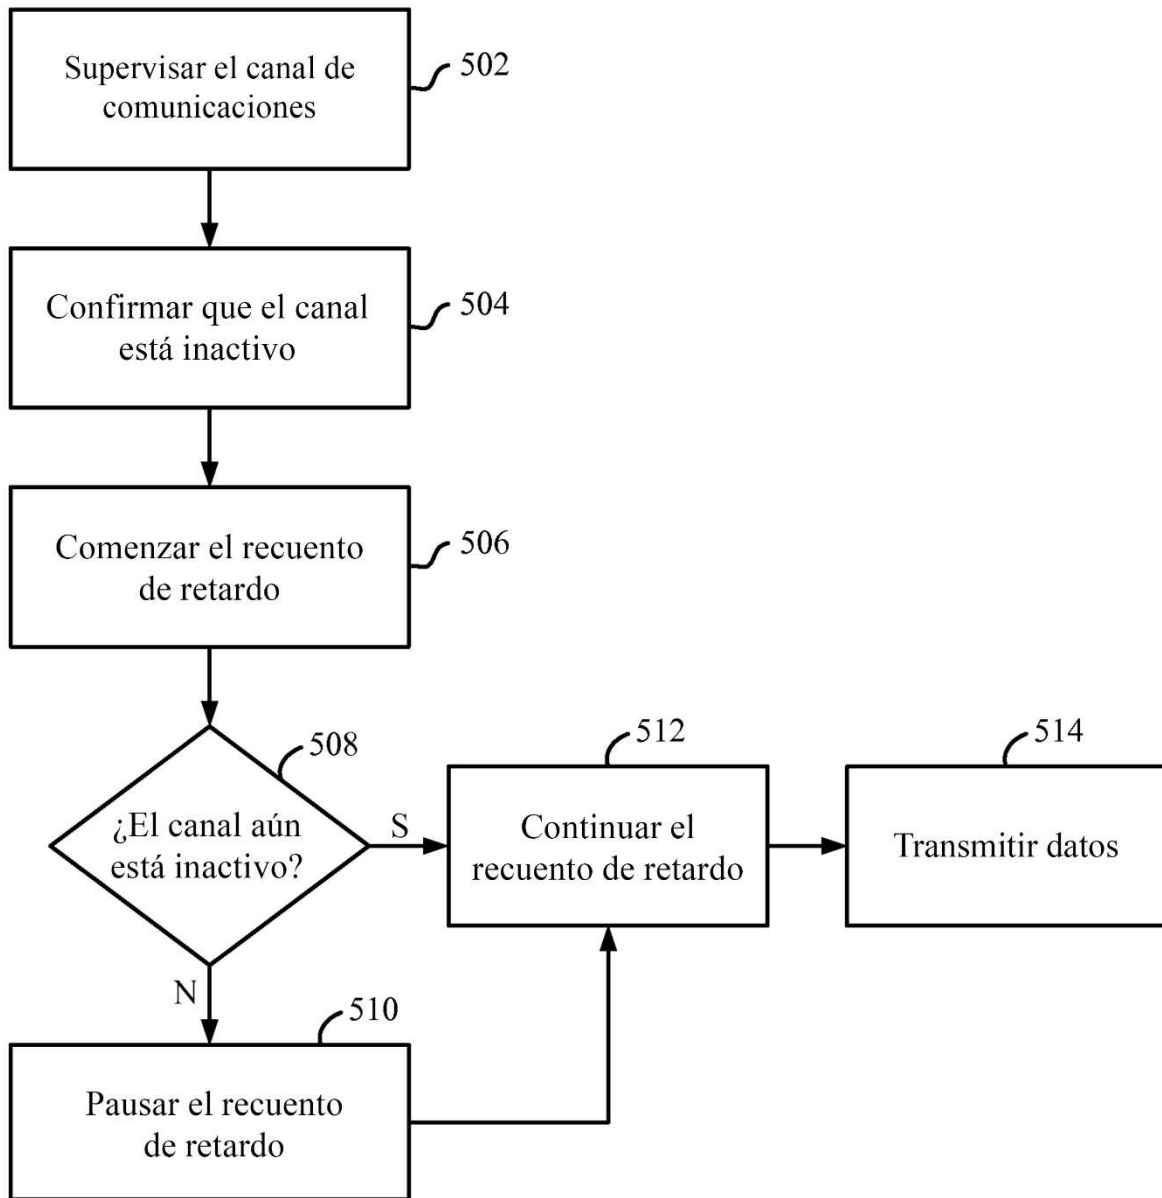 Supervisar el canal de
comunicaciones
502
Confirmar que el canal
está inactivo
504
Comenzar el recuento
de retardo
506
508
¿El canal aún
está inactivo?
S
N
512
Continuar el
recuento de retardo
514
Transmitir datos
510
Pausar el recuento
de retardo